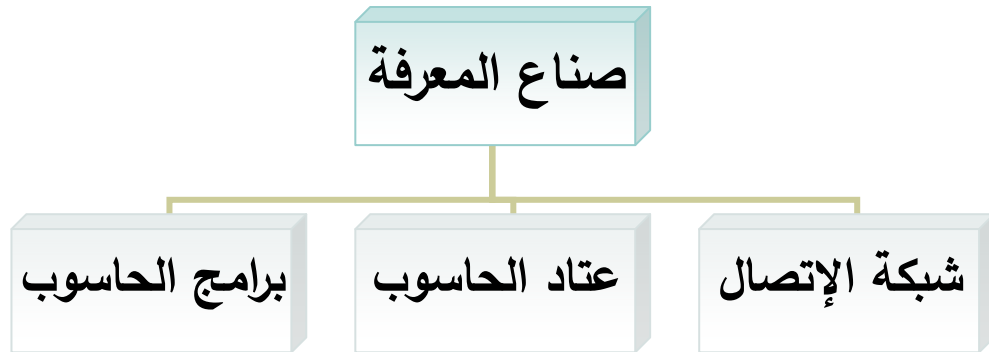 صناع المعرفة
شبكة الإتصال
عتاد الحاسوب
برامج الحاسوب